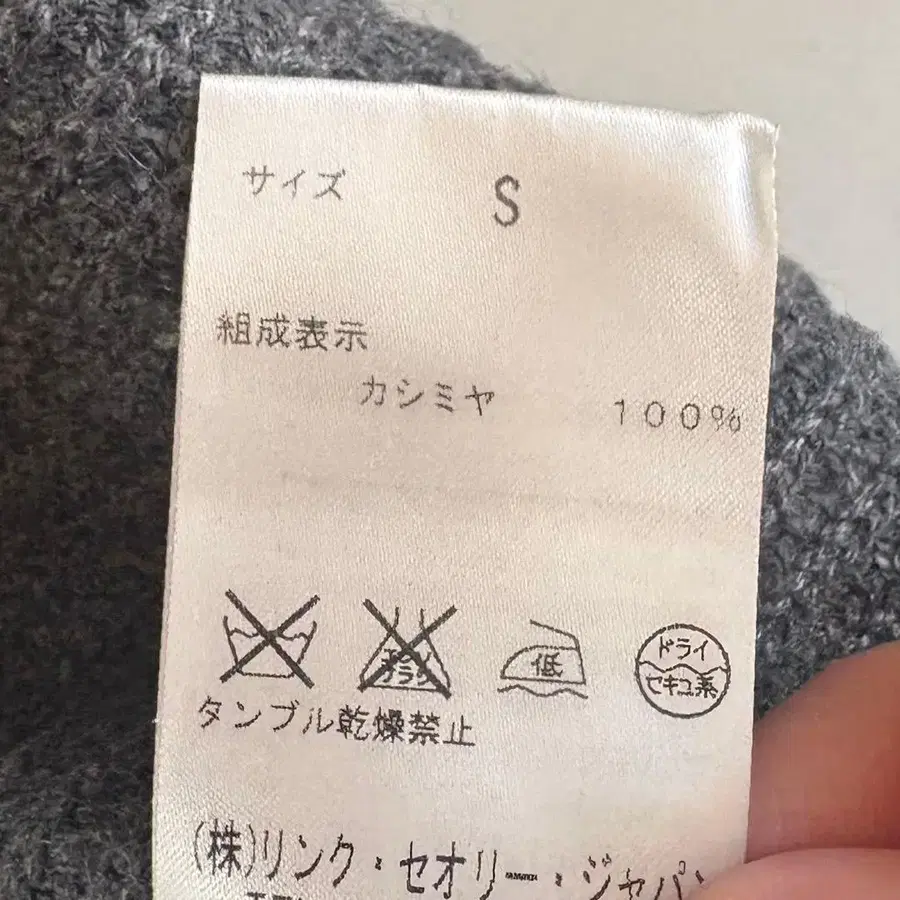 サイズ S
組成表示
カシミヤ 100%
低
ドライ
セキユ系
タンブル乾燥禁止
(株)リンク・セオリー・ジャパン